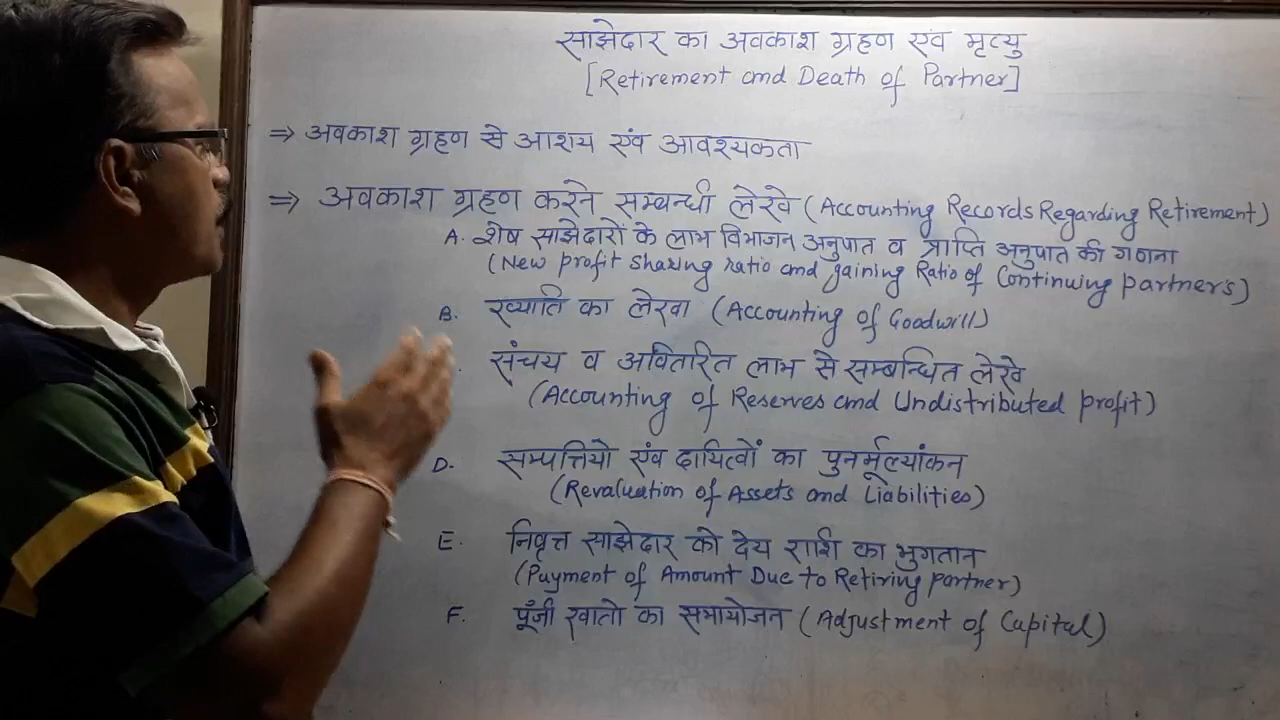 साझेदार का अवकाश ग्रहण एवं मृत्यु
[Retirement and Death of Partner]
⇒ अवकाश ग्रहण से आशय एंव आवश्यकता
⇒ अवकाश ग्रहण करने सम्बन्धी लेखे (Accounting Records Regarding Retirement)
A. शेष साझेदारों के लाभ विभाजन अनुपात व प्राप्ति अनुपात की गणना
(New profit sharing ratio and gaining Ratio of Continuing partners)
B. ख्याति का लेखा (Accounting of Goodwill)
संचय व अवितरित लाभ से सम्बन्धित लेखे
(Accounting of Reserves and Undistributed profit)
D. सम्पत्तियो एंव दायित्वों का पुनर्मूल्यांकन
(Revaluation of Assets and Liabilities)
E. निवृत्त साझेदार को देय राशि का भुगतान
(Payment of Amount Due to Retiring partner)
F. पूँजी खातो का समायोजन (Adjustment of Capital)